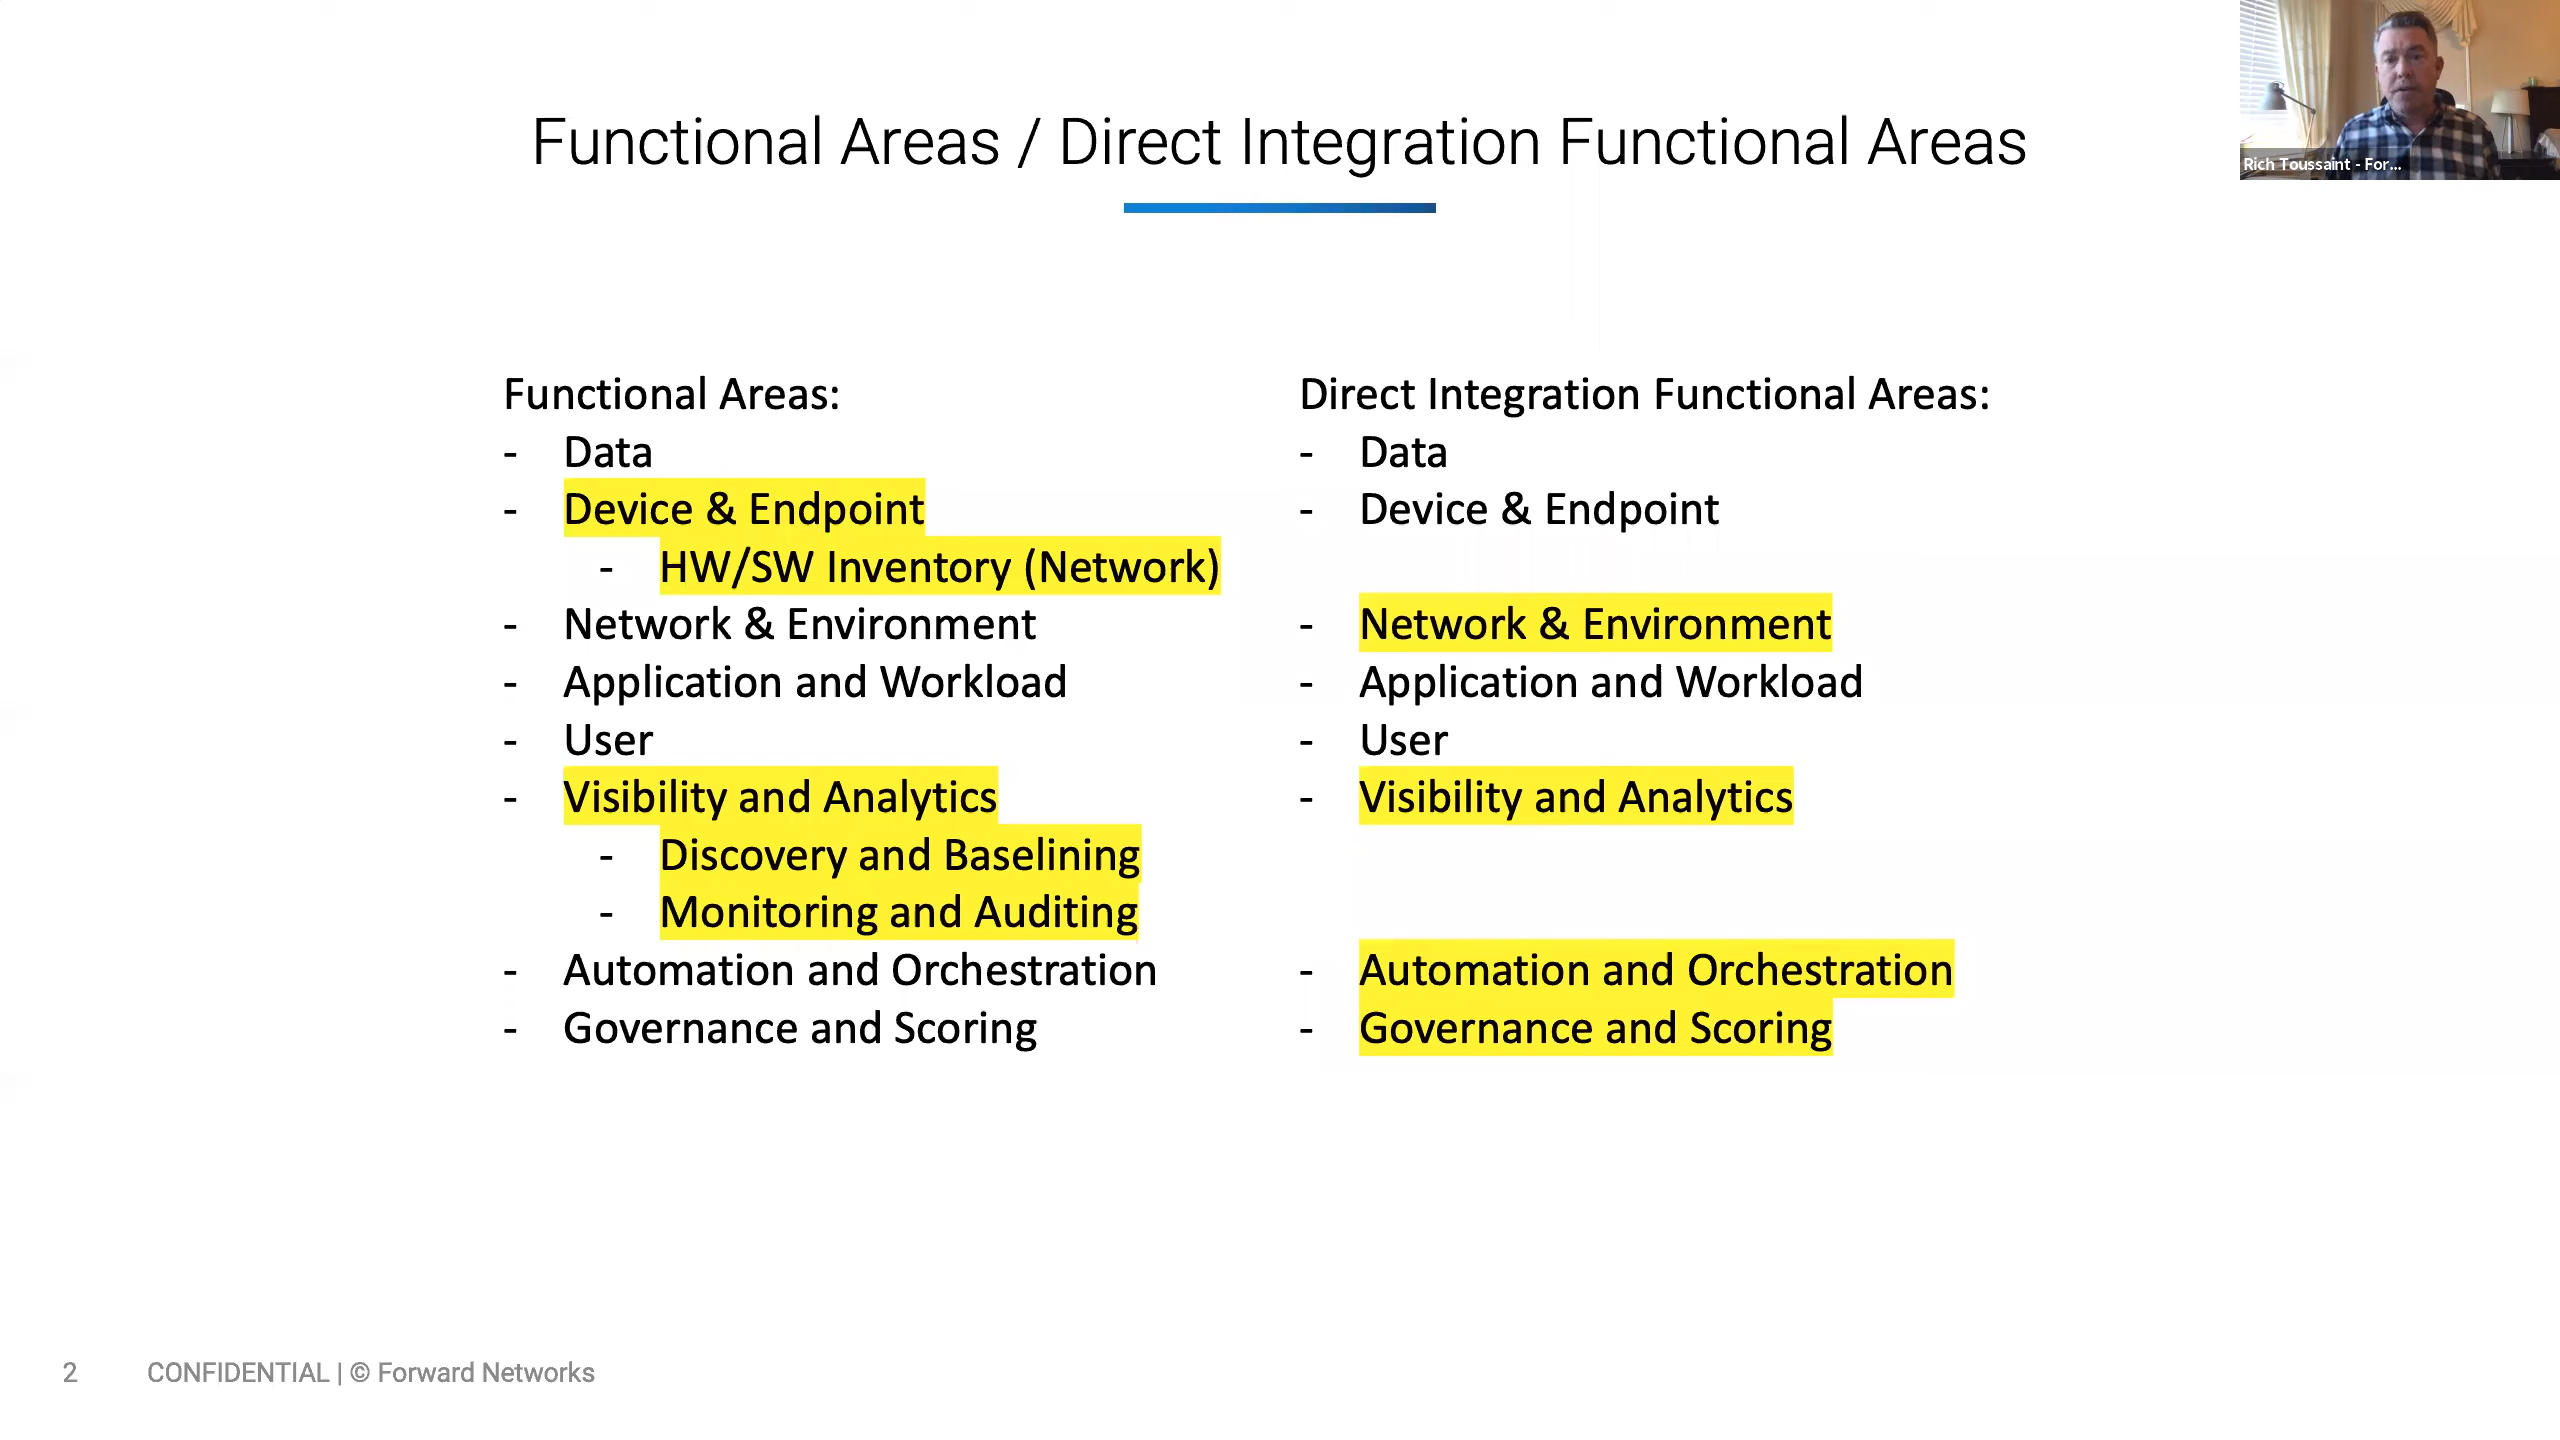 Functional Areas / Direct Integration Functional Areas
Rich Toussaint - For...
Functional Areas:
- Data
- Device & Endpoint
- HW/SW Inventory (Network)
- Network & Environment
- Application and Workload
- User
- Visibility and Analytics
- Discovery and Baselining
- Monitoring and Auditing
- Automation and Orchestration
- Governance and Scoring
Direct Integration Functional Areas:
- Data
- Device & Endpoint
- Network & Environment
- Application and Workload
- User
- Visibility and Analytics
- Automation and Orchestration
- Governance and Scoring
2 CONFIDENTIAL | © Forward Networks